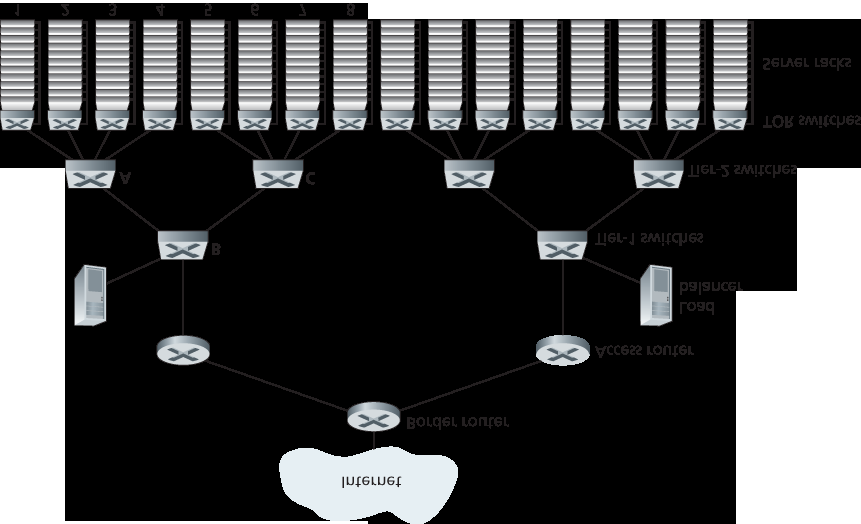 1 2 3 4 5 6 7 8
Server racks
TOR switches
A
C
Tier-2 switches
B
Tier-1 switches
balancer
Load
Access router
Border router
Internet